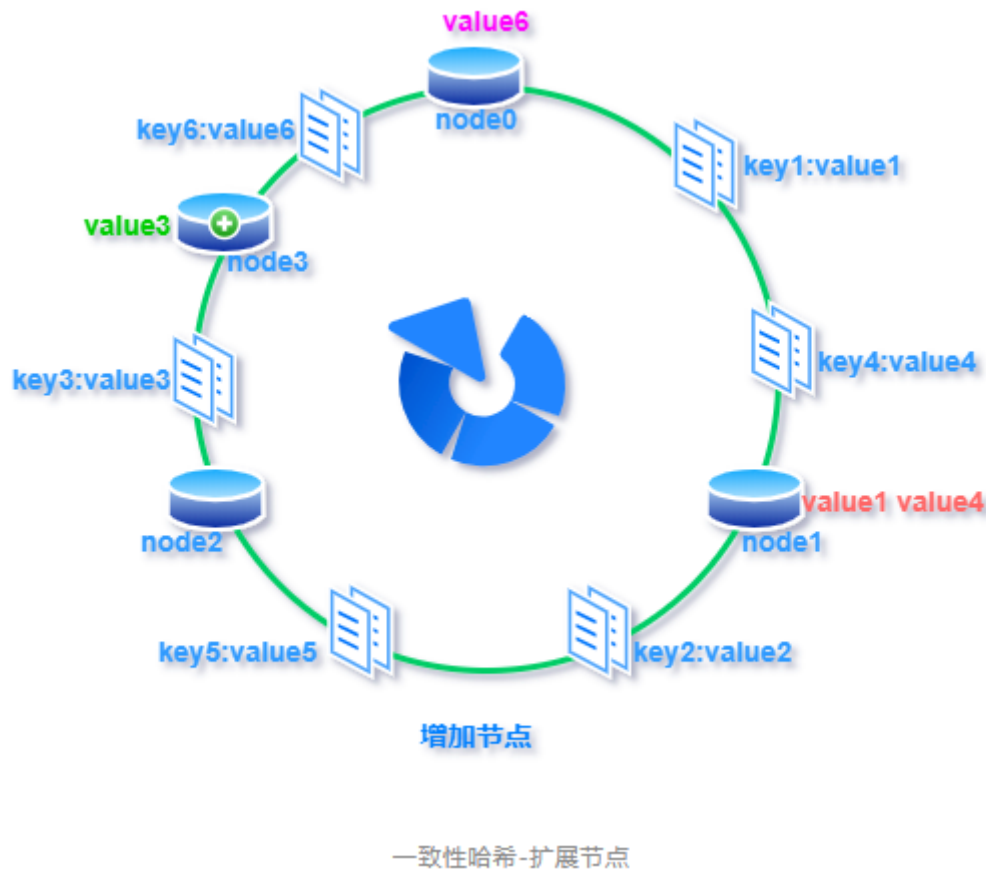 value6
node0
key6:value6
key1:value1
value3
node3
key3:value3
key4:value4
node2
value1 value4
node1
key5:value5
key2:value2
增加节点
一致性哈希-扩展节点